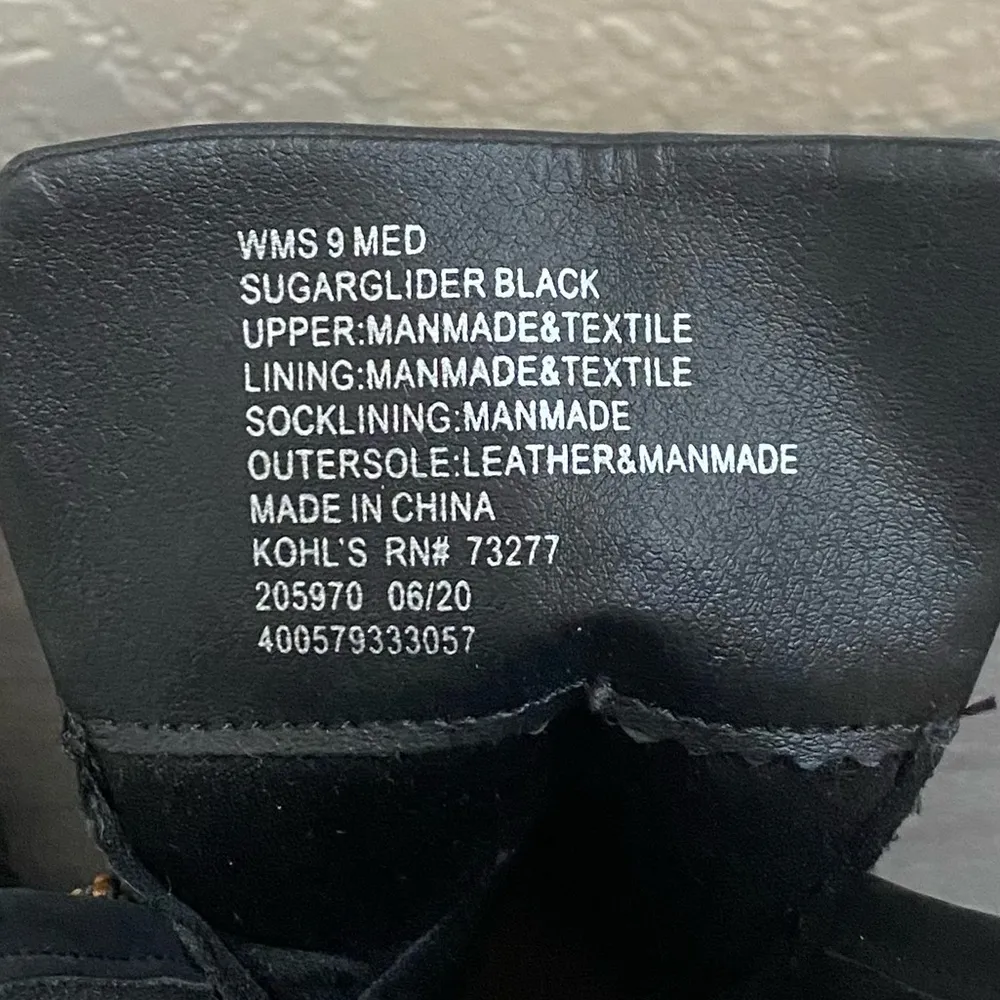 WMS 9 MED
SUGARGLIDER BLACK
UPPER:MANMADE&TEXTILE
LINING:MANMADE&TEXTILE
SOCKLINING:MANMADE
OUTERSOLE:LEATHER&MANMADE
MADE IN CHINA
KOHL'S RN# 73277
205970 06/20
400579333057